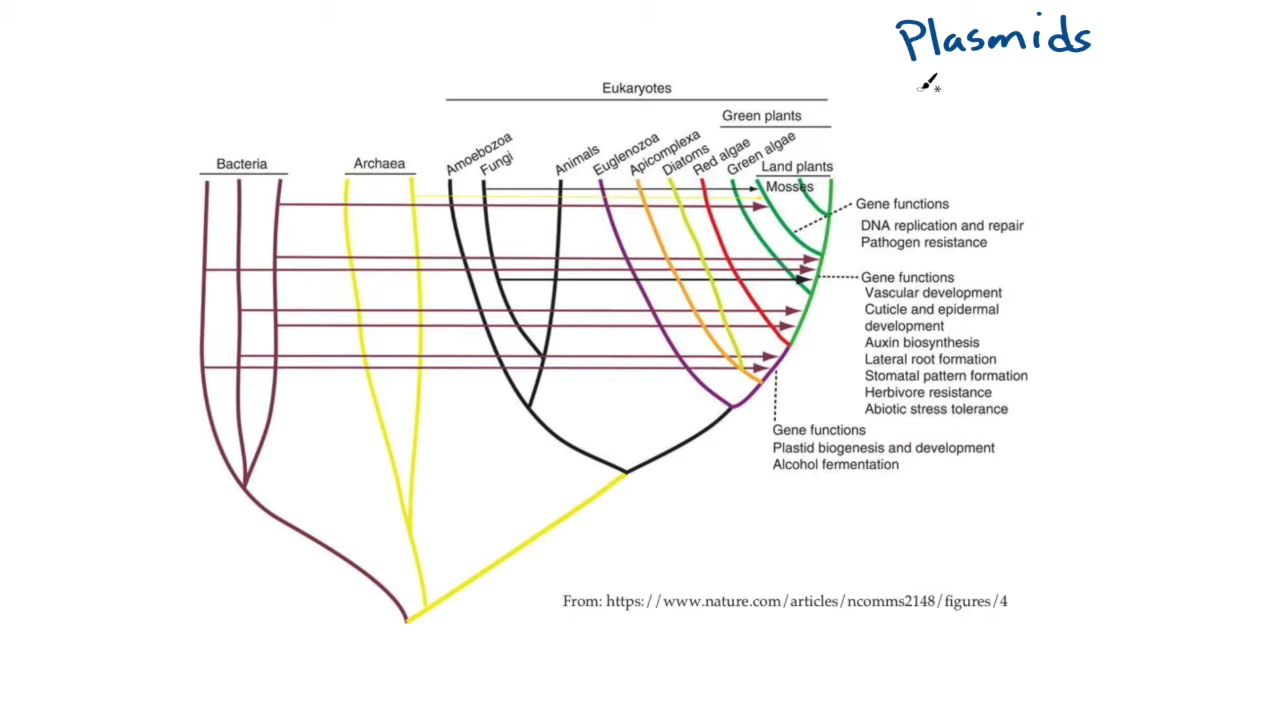 Plasmids
Eukaryotes
Green plants
Bacteria
Archaea
Amoebozoa
Fungi
Animals
Euglenozoa
Apicomplexa
Diatoms
Red algae
Green algae
Land plants
Mosses
Gene functions
DNA replication and repair
Pathogen resistance
Gene functions
Vascular development
Cuticle and epidermal
development
Auxin biosynthesis
Lateral root formation
Stomatal pattern formation
Herbivore resistance
Abiotic stress tolerance
Gene functions
Plastid biogenesis and development
Alcohol fermentation
From: https://www.nature.com/articles/ncomms2148/figures/4